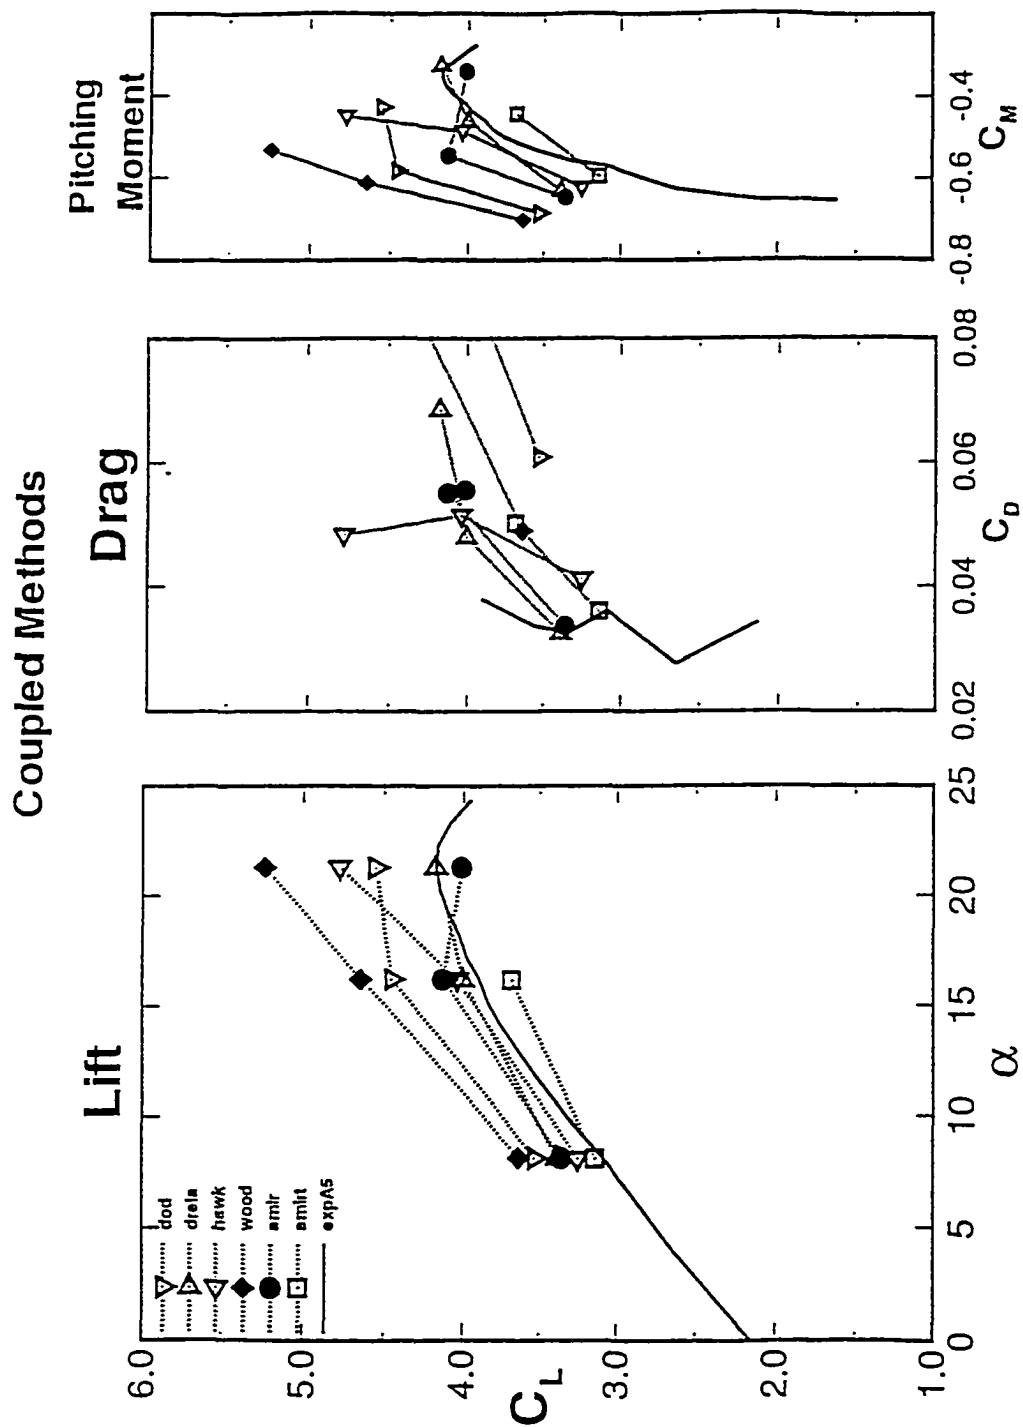 Coupled Methods
Lift
Drag
Pitching
Moment
dod
drela
hawk
wood
amlr
amlrt
expA5
6.0
5.0
4.0
3.0
2.0
1.0
C_L
0 5 10 15 20 25
α
0.02 0.04 0.06 0.08
C_D
-0.8 -0.6 -0.4
C_M